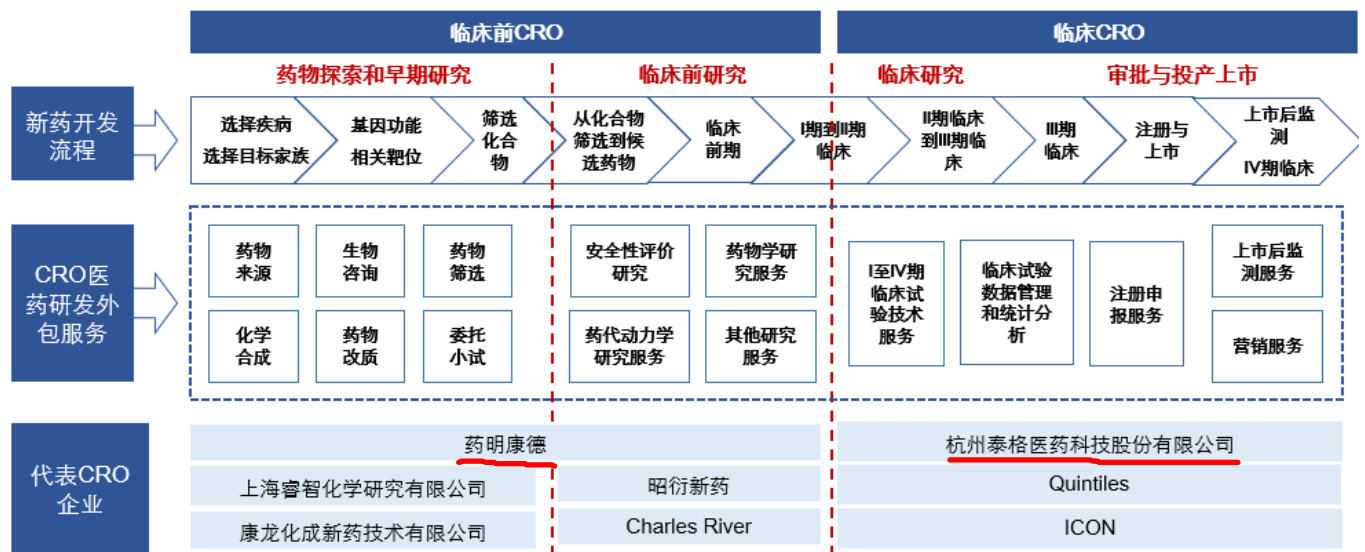 临床前CRO
临床CRO
药物探索和早期研究
临床前研究
临床研究
审批与投产上市
新药开发
流程
选择疾病
选择目标家族
基因功能
相关靶位
筛选
化合
物
从化合物
筛选到候
选药物
临床
前期
I期到II期
临床
II期临床
到III期临
床
III期
临床
注册与
上市
上市后监
测
IV期临床
CRO医
药研发外
包服务
药物
来源
生物
咨询
药物
筛选
化学
合成
药物
改质
委托
小试
安全性评价
研究
药物学研
究服务
药代动力学
研究服务
其他研究
服务
I至IV期
临床试
验技术
服务
临床试验
数据管理
和统计分
析
注册申
报服务
上市后监
测服务
营销服务
代表CRO
企业
药明康德
杭州泰格医药科技股份有限公司
上海睿智化学研究有限公司
昭衍新药
Quintiles
康龙化成新药技术有限公司
Charles River
ICON